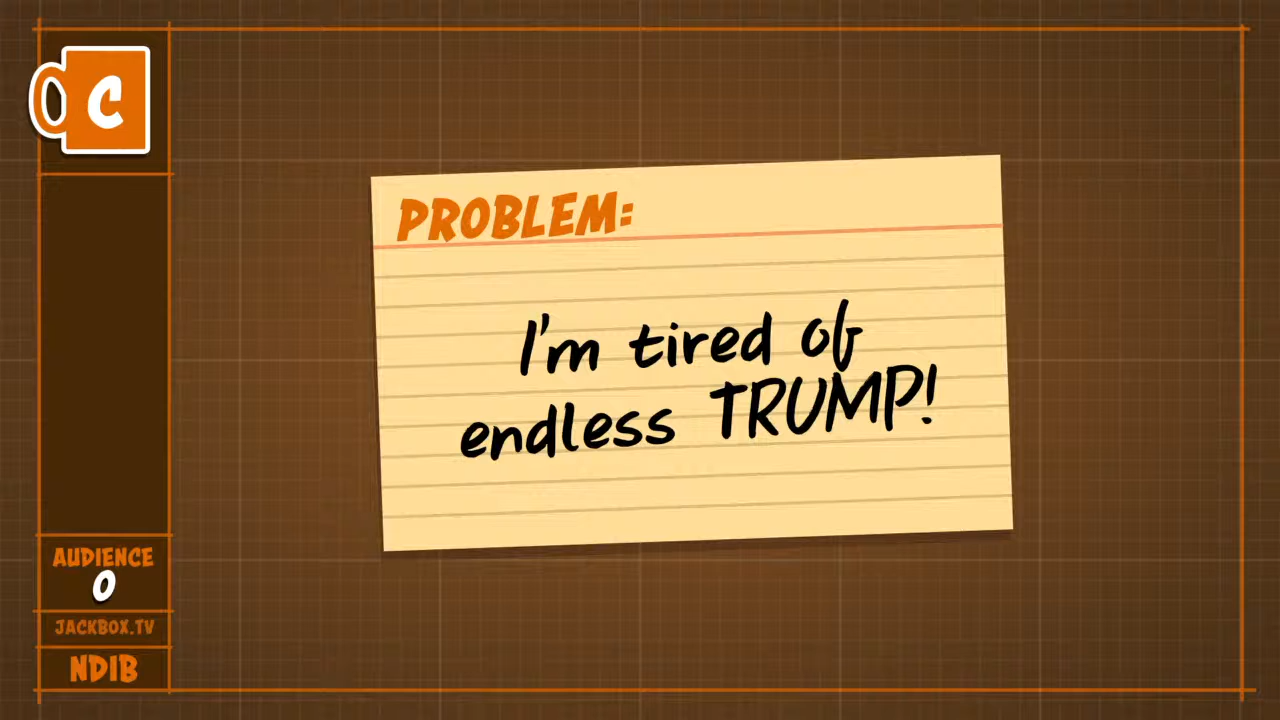 C
PROBLEM:
I'm tired of
endless TRUMP!
AUDIENCE
0
JACKBOX.TV
NDIB